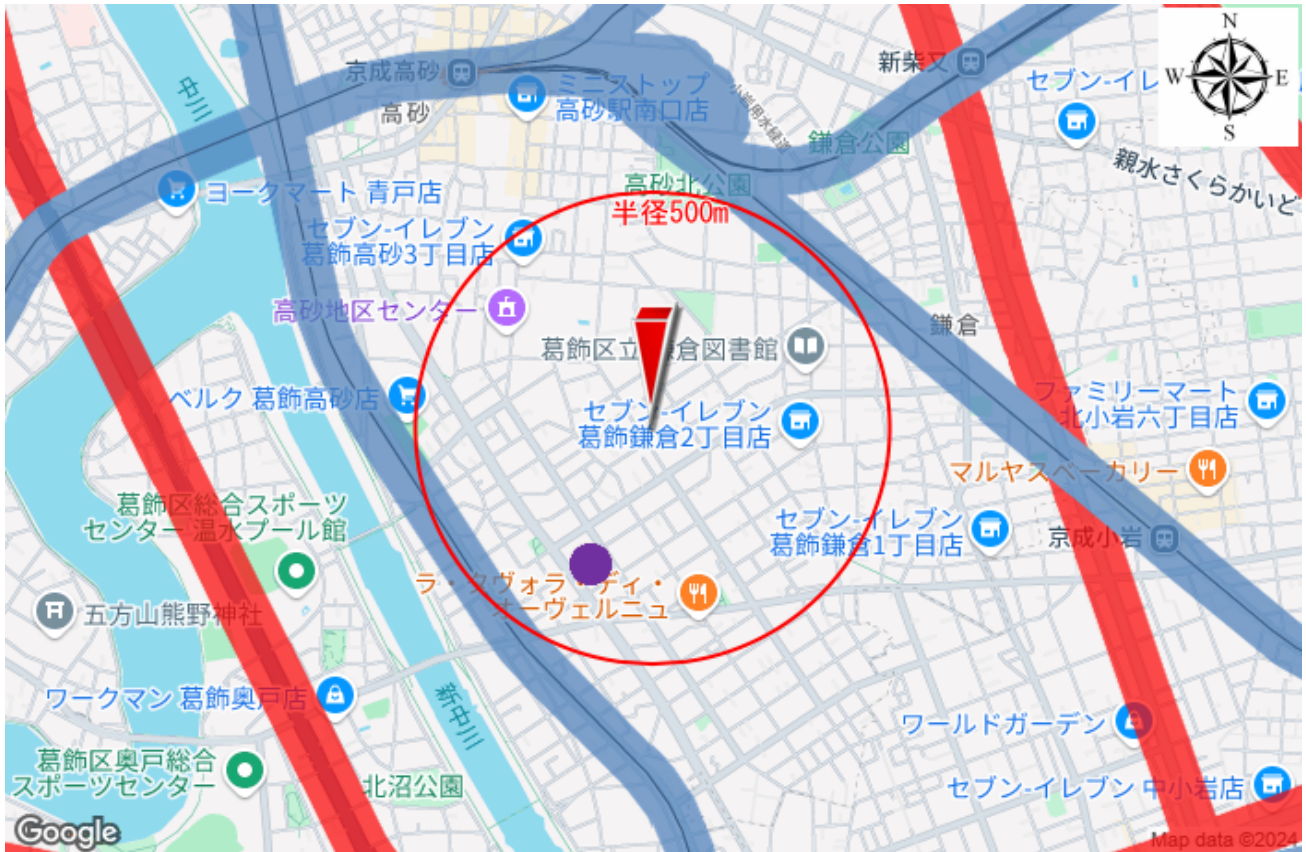 N
W
E
S
新柴又
京成高砂
ミニストップ
高砂駅南口店
高砂
セブン-イレ
中川
小岩用水緑道
鎌倉公園
親水さくらかいど
高砂北公園
ヨークマート 青戸店
半径500m
セブン-イレブン
葛飾高砂3丁目店
高砂地区センター
鎌倉
葛飾区立鎌倉図書館
ベルク 葛飾高砂店
セブン-イレブン
葛飾鎌倉2丁目店
ファミリーマート
北小岩六丁目店
マルヤスベーカリー
葛飾区総合スポーツ
センター 温水プール館
セブン-イレブン
葛飾鎌倉1丁目店
京成小岩
ラ・タヴォラ・ディ・
オーヴェルニュ
五方山熊野神社
ワークマン 葛飾奥戸店
新中川
ワールドガーデン
葛飾区奥戸総合
スポーツセンター
北沼公園
セブン-イレブン 中小岩店
Google
Map data ©2024